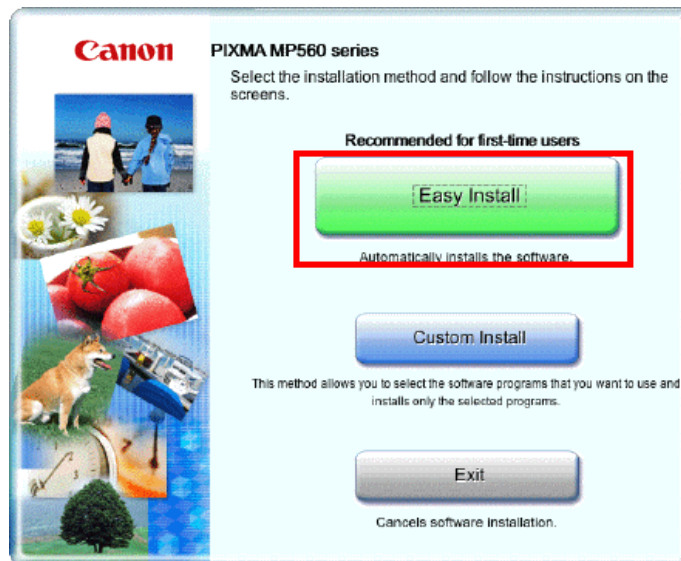 Canon
PIXMA MP560 series
Select the installation method and follow the instructions on the
screens.
Recommended for first-time users
Easy Install
Automatically installs the software.
Custom Install
This method allows you to select the software programs that you want to use and
installs only the selected programs.
Exit
Cancels software installation.